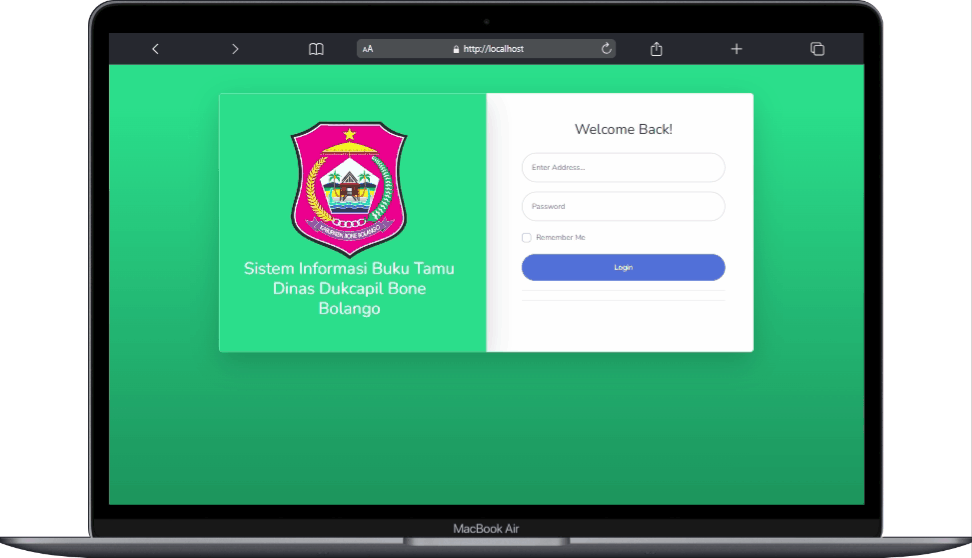 AA
http://localhost
KABUPATEN BONE BOLANGO
Sistem Informasi Buku Tamu
Dinas Dukcapil Bone
Bolango
Welcome Back!
Enter Address...
Password
Remember Me
Login
MacBook Air